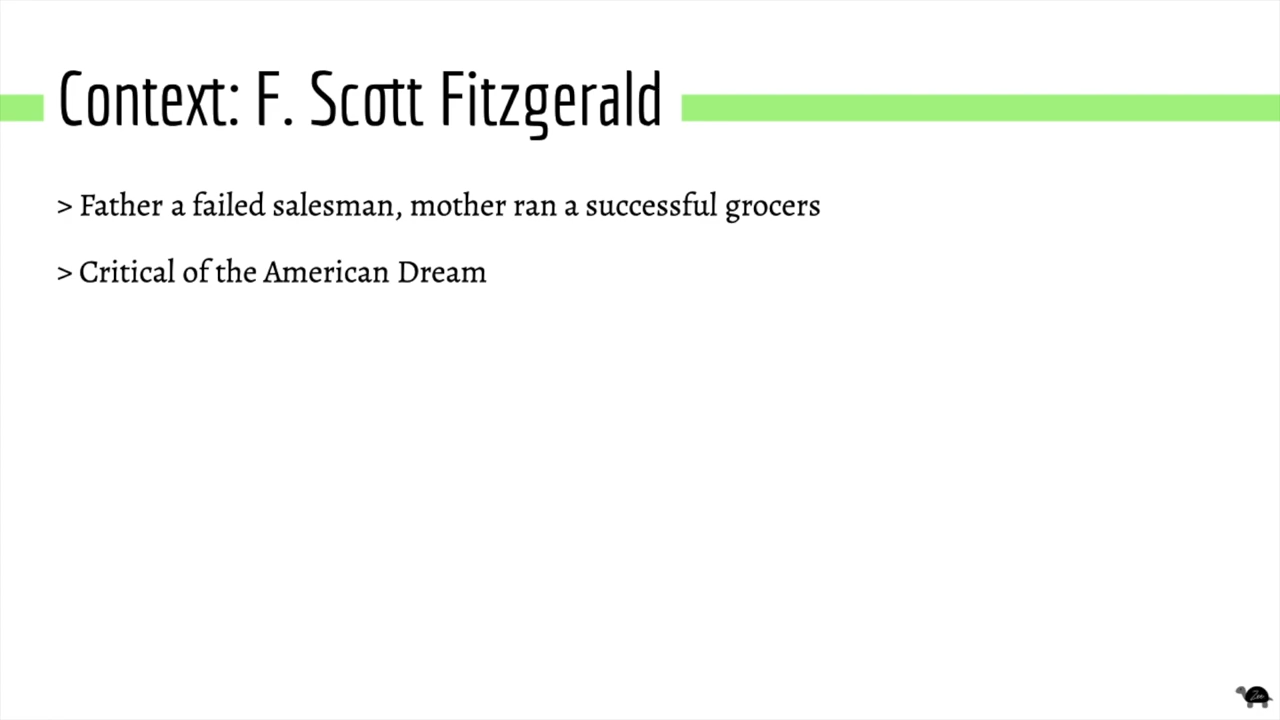 Context: F. Scott Fitzgerald
> Father a failed salesman, mother ran a successful grocers
> Critical of the American Dream